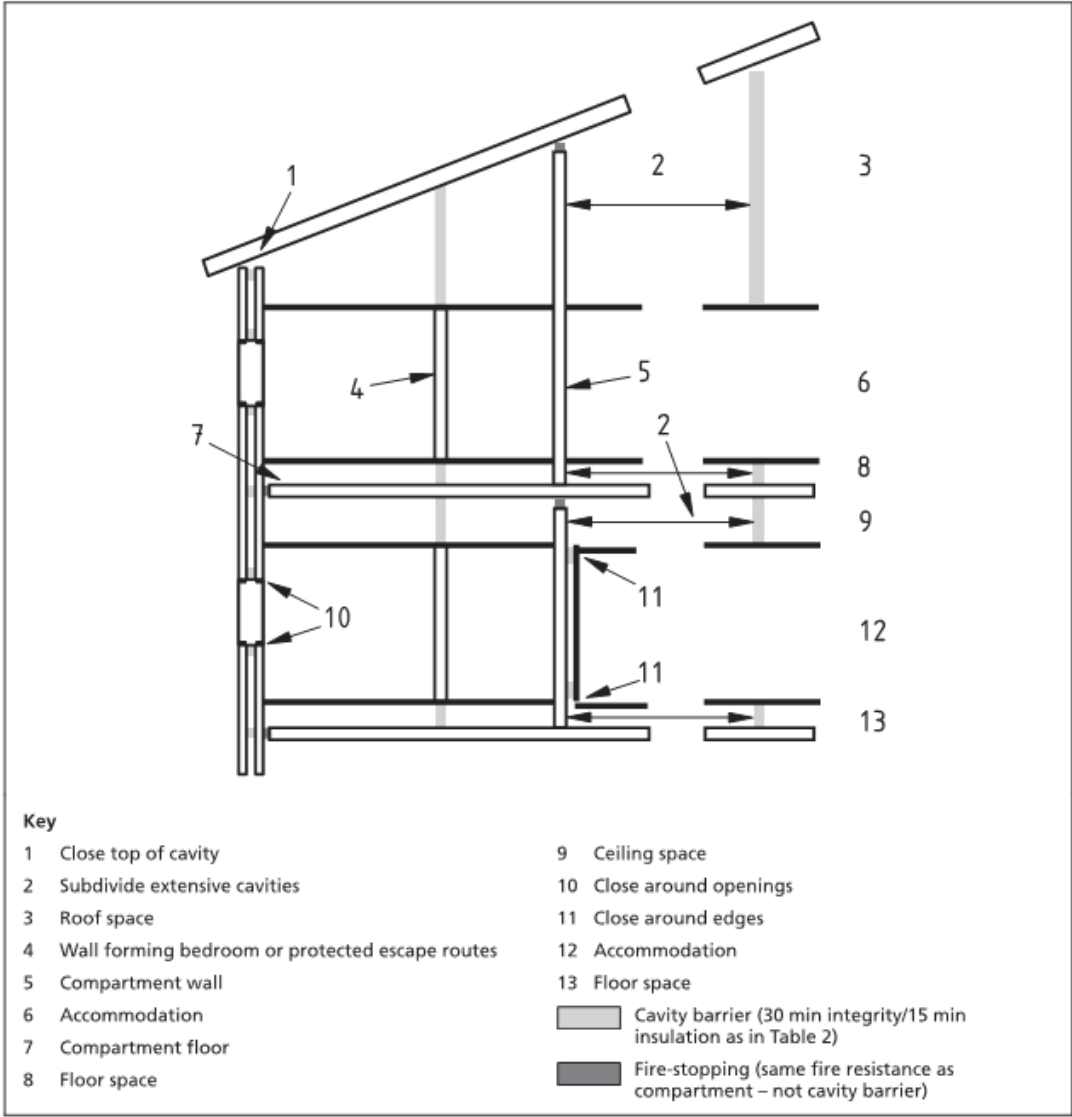 1
2
3
4
5
6
7
2
8
9
10
11
11
12
13
Key
1 Close top of cavity
2 Subdivide extensive cavities
3 Roof space
4 Wall forming bedroom or protected escape routes
5 Compartment wall
6 Accommodation
7 Compartment floor
8 Floor space
9 Ceiling space
10 Close around openings
11 Close around edges
12 Accommodation
13 Floor space
Cavity barrier (30 min integrity/15 min
insulation as in Table 2)
Fire-stopping (same fire resistance as
compartment – not cavity barrier)